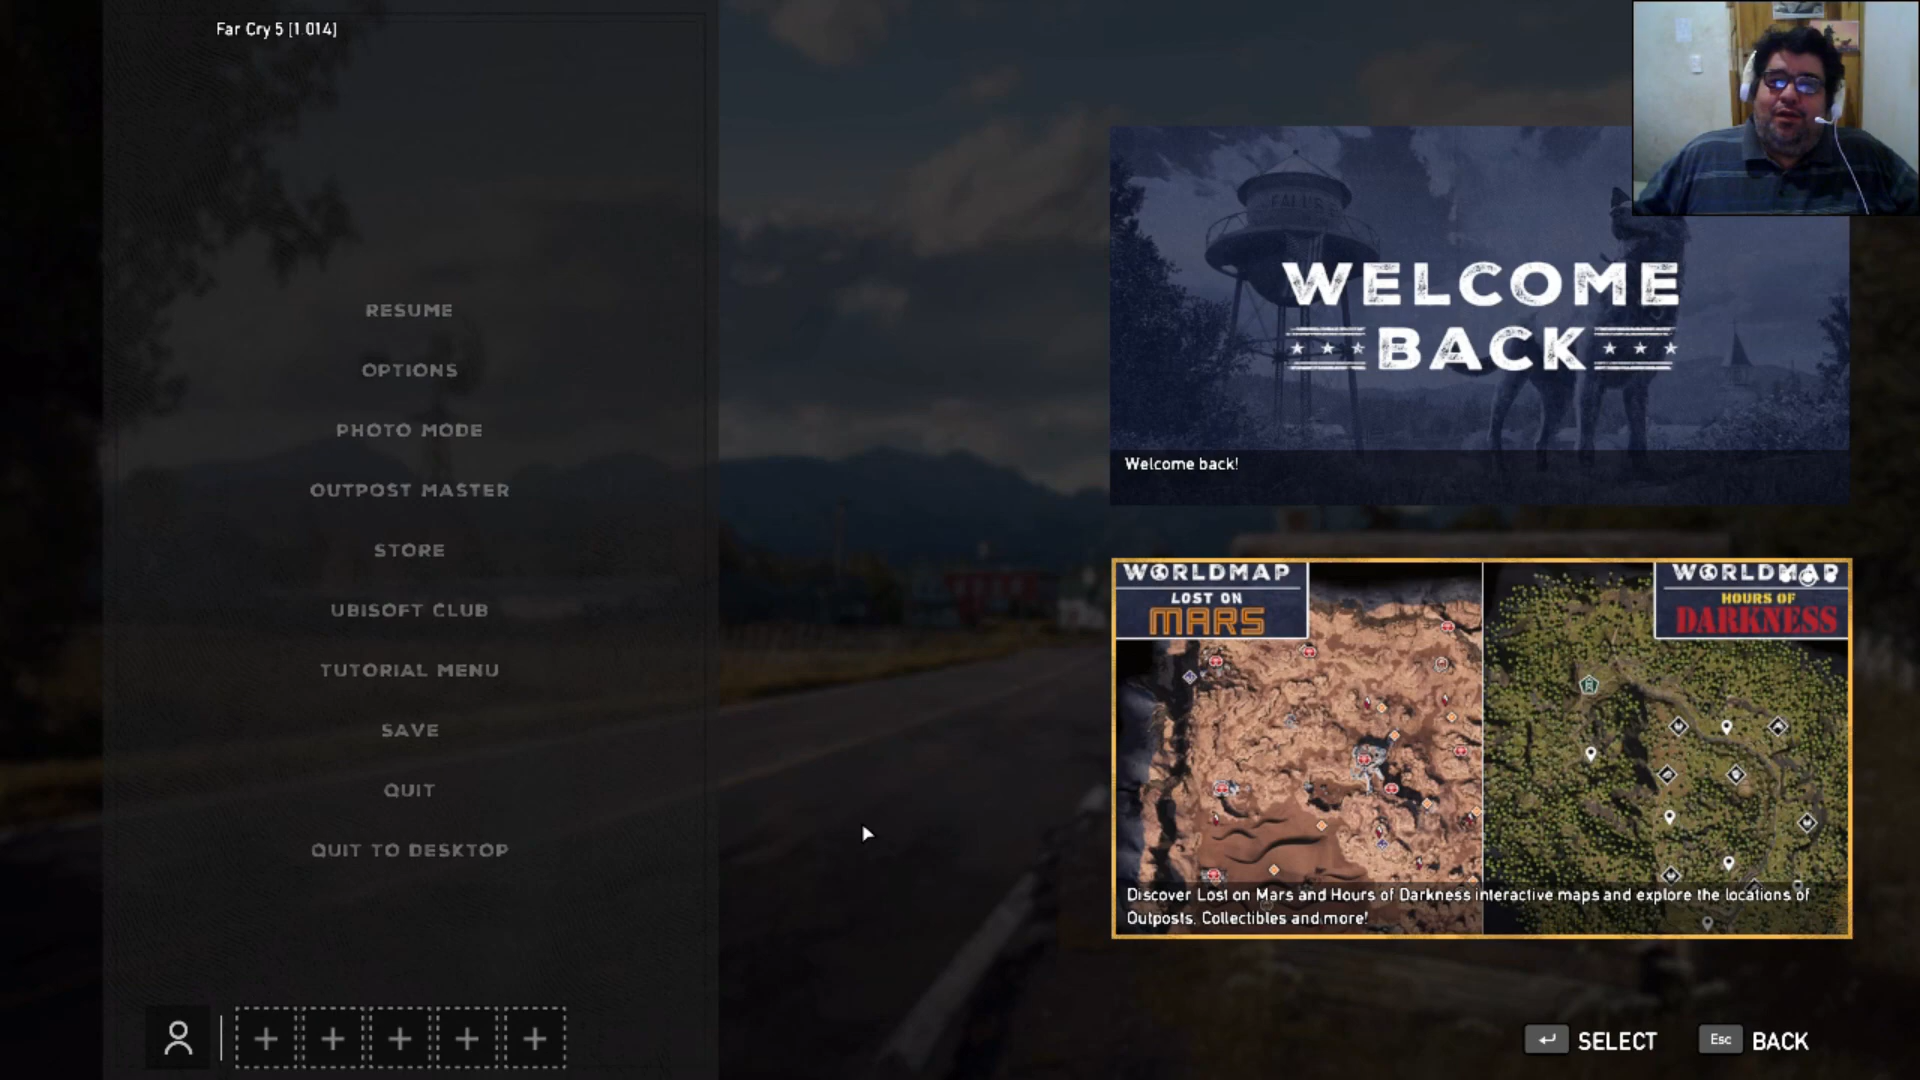 Far Cry 5 [1 014]
RESUME
OPTIONS
PHOTO MODE
OUTPOST MASTER
STORE
UBISOFT CLUB
TUTORIAL MENU
SAVE
QUIT
QUIT TO DESKTOP
FALL'S
WELCOME
BACK
Welcome back!
WORLDMAP
LOST ON
MARS
WORLDMAP
HOURS OF
DARKNESS
Discover Lost on Mars and Hours of Darkness interactive maps and explore the locations of
Outposts. Collectibles and more!
SELECT
Esc BACK